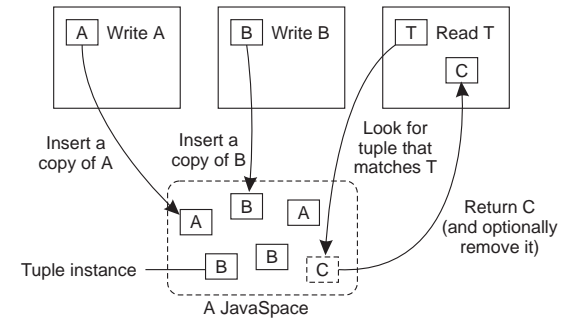 A Write A
B Write B
T Read T
C
Insert a
copy of A
Insert a
copy of B
Look for
tuple that
matches T
Return C
(and optionally
remove it)
A
B
A
B
B
C
Tuple instance
A JavaSpace